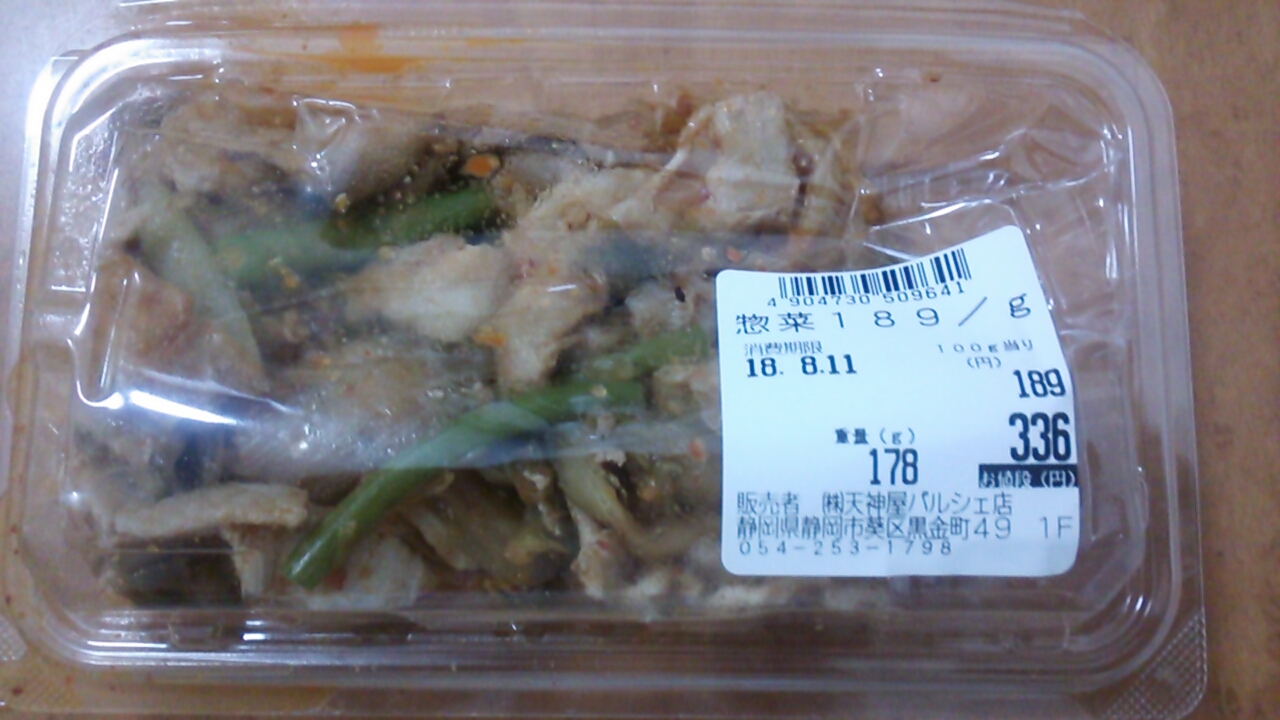 4 904730 509641
惣菜189/g
消費期限
100g当り
(円)
18. 8.11
189
重量(g)
178
336
お値段(円)
販売者 ㈱天神屋パルシェ店
静岡県静岡市葵区黒金町49 1F
054-253-1798